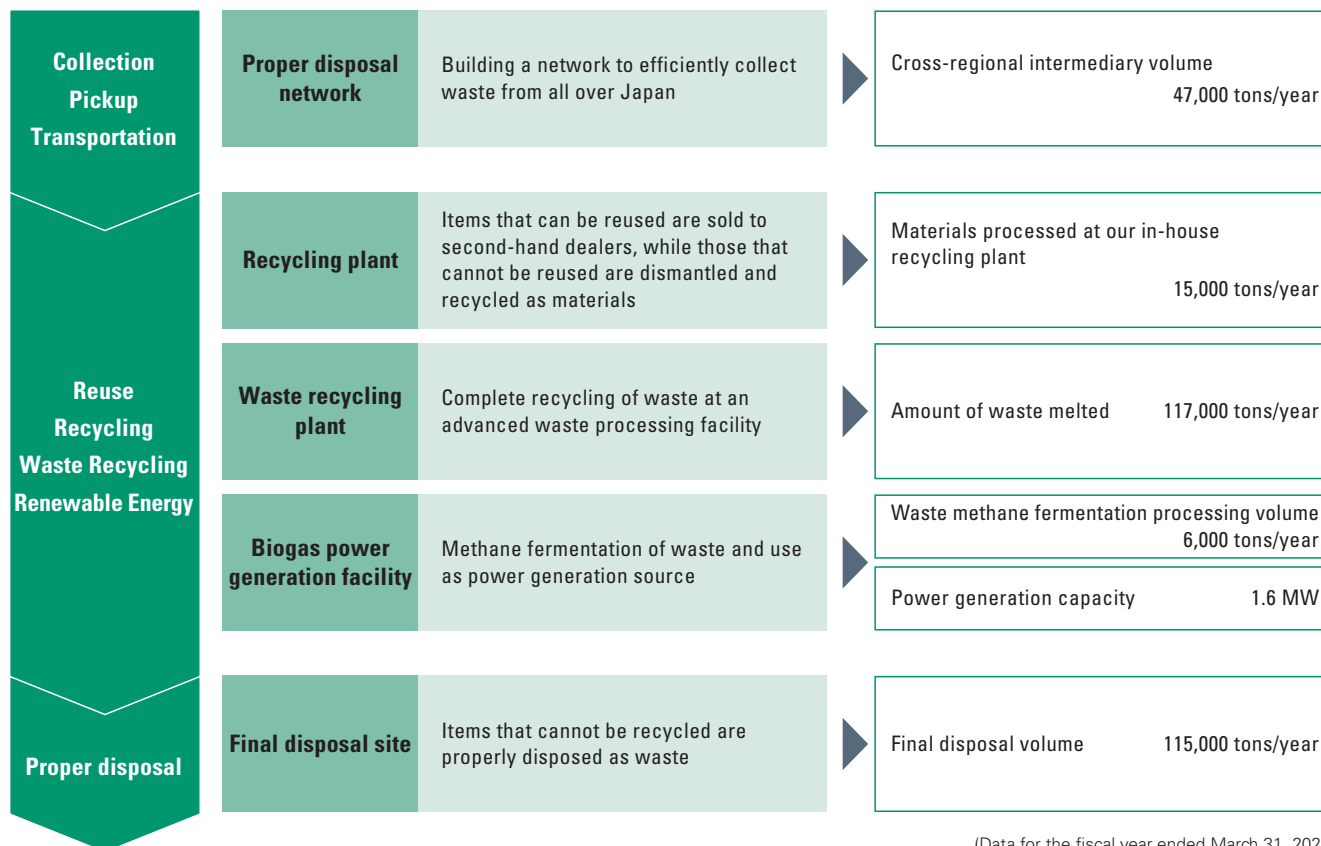 Collection
Pickup
Transportation
Proper disposal
network
Building a network to efficiently collect
waste from all over Japan
Cross-regional intermediary volume
47,000 tons/year
Reuse
Recycling
Waste Recycling
Renewable Energy
Recycling plant
Items that can be reused are sold to
second-hand dealers, while those that
cannot be reused are dismantled and
recycled as materials
Materials processed at our in-house
recycling plant
15,000 tons/year
Waste recycling
plant
Complete recycling of waste at an
advanced waste processing facility
Amount of waste melted 117,000 tons/year
Biogas power
generation facility
Methane fermentation of waste and use
as power generation source
Waste methane fermentation processing volume
6,000 tons/year
Power generation capacity 1.6 MW
Proper disposal
Final disposal site
Items that cannot be recycled are
properly disposed as waste
Final disposal volume 115,000 tons/year
(Data for the fiscal year ended March 31,